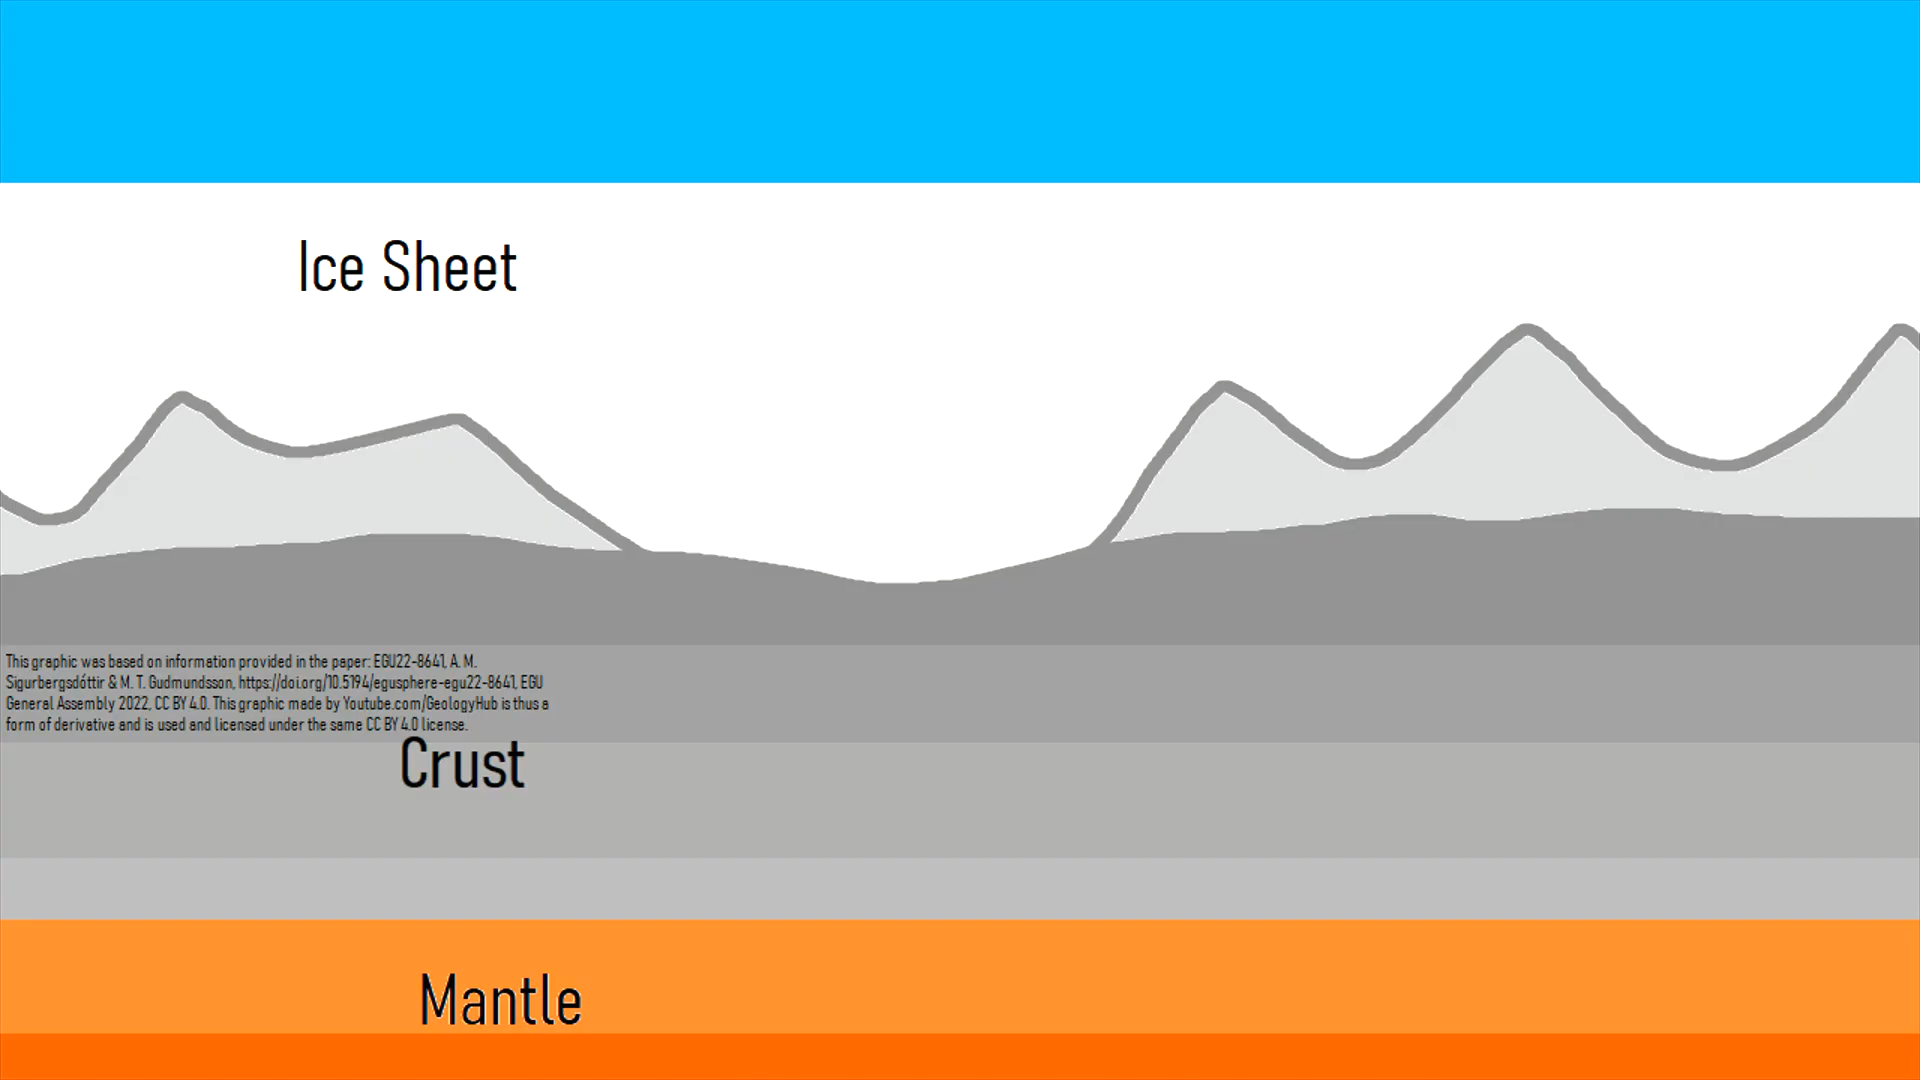 Ice Sheet
This graphic was based on information provided in the paper: EGU22-8641, A. M.
Sigurbergsdóttir & M. T. Gudmundsson, https://doi.org/10.5194/egusphere-egu22-8641, EGU
General Assembly 2022, CC BY 4.0. This graphic made by Youtube.com/GeologyHub is thus a
form of derivative and is used and licensed under the same CC BY 4.0 license.
Crust
Mantle